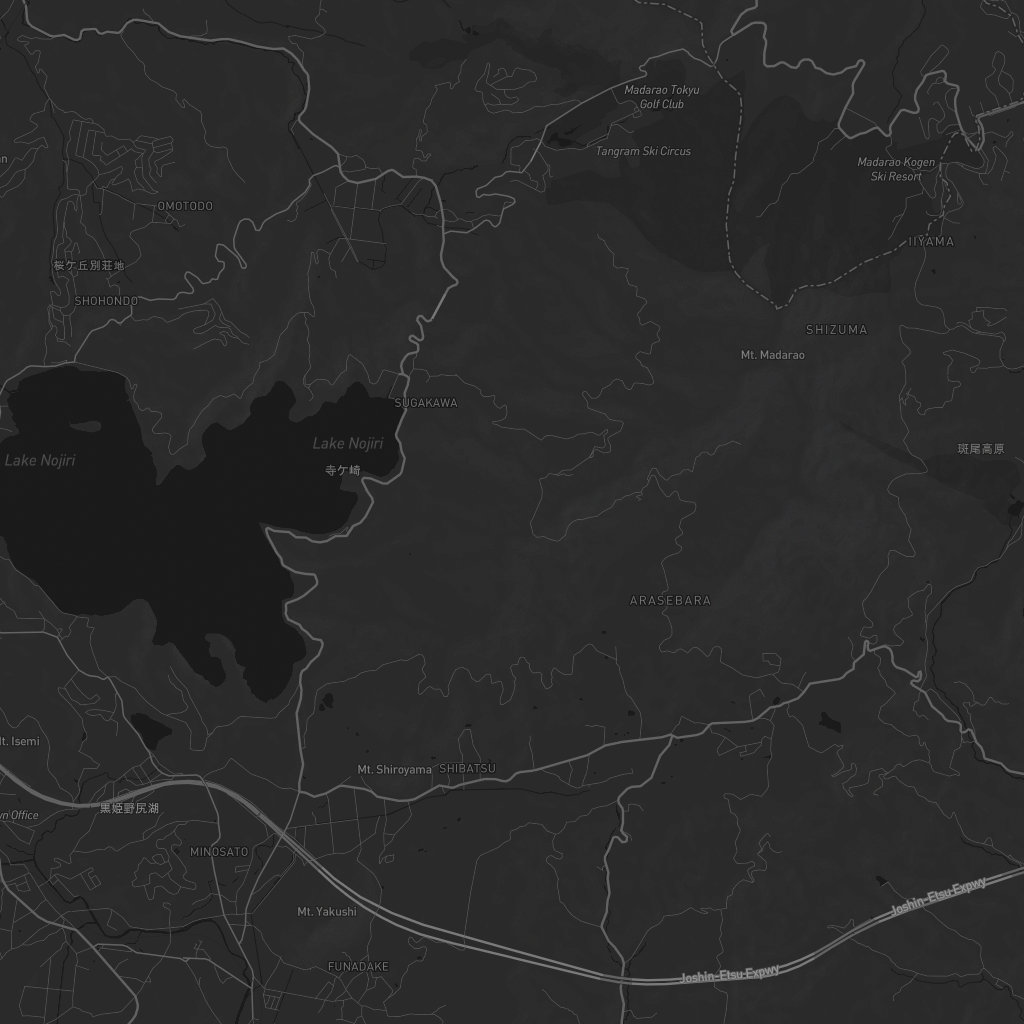 Madarao Tokyo
Golf Club
Tangram Ski Circus
Madarao Kogen
Ski Resort
OMOTODO
IIYAMA
桜ケ丘別荘地
SHOHONDO
SHIZUMA
Mt. Madarao
SUGAKAWA
Lake Nojiri
Lake Nojiri
斑尾高原
寺ケ崎
ARASEBARA
Mt. Isemi
Mt. Shiroyama
SHIBATSU
黒姫野尻湖
wn Office
MINOSATO
Joshin-Etsu Expwy
Mt. Yakushi
FUNADAKE
Joshin-Etsu Expwy